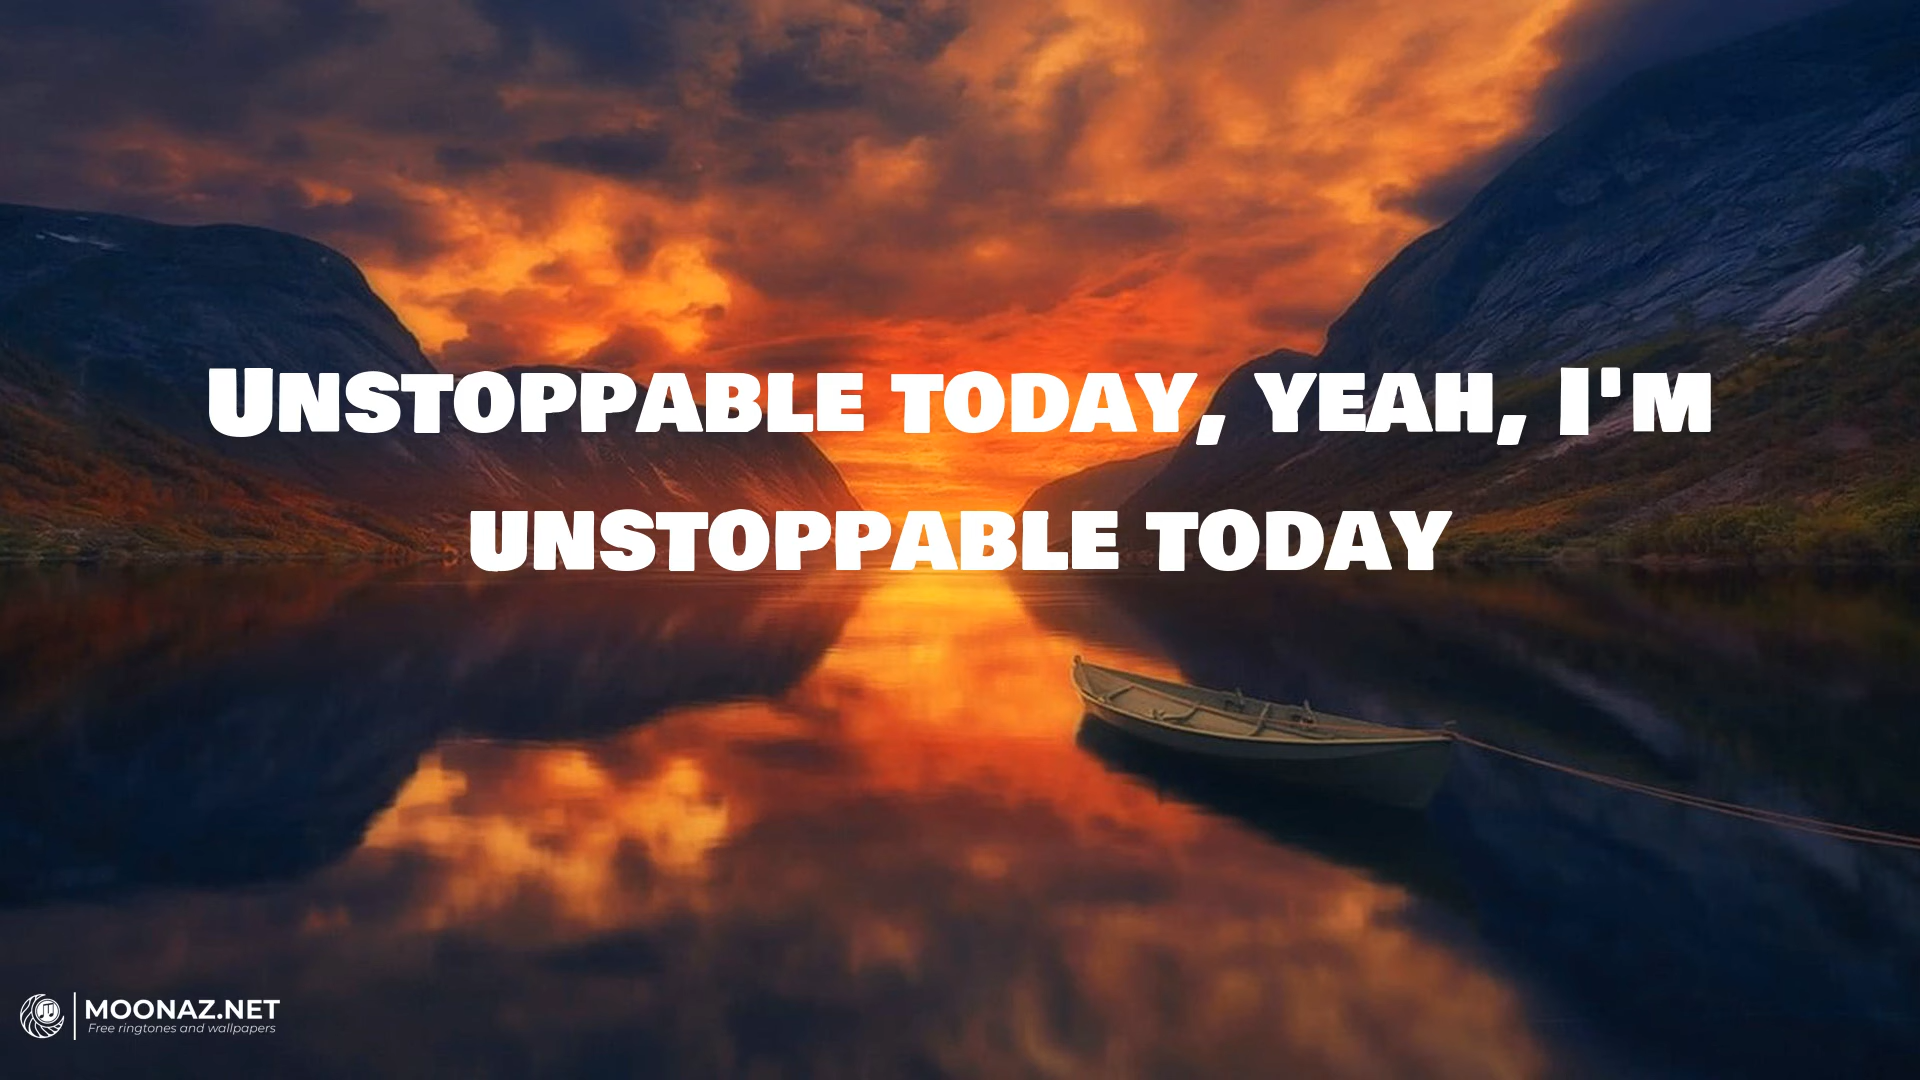 Unstoppable today, yeah, I'm
unstoppable today
MOONAZ.NET
Free ringtones and wallpapers